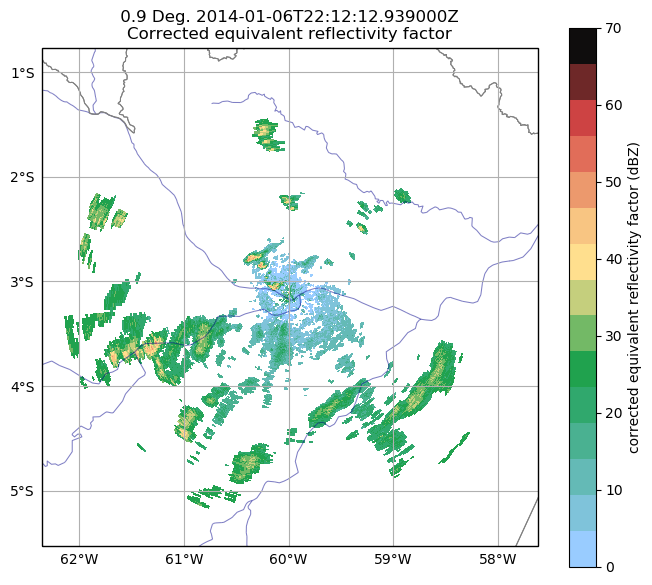 0.9 Deg. 2014-01-06T22:12:12.939000Z
Corrected equivalent reflectivity factor
1°S
2°S
3°S
4°S
5°S
62°W
61°W
60°W
59°W
58°W
70
60
50
40
30
20
10
0
corrected equivalent reflectivity factor (dBZ)